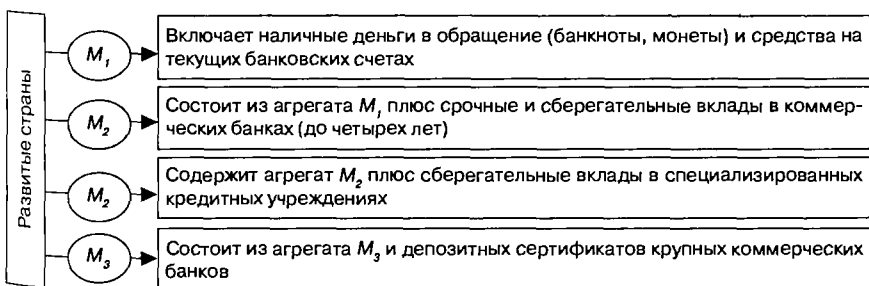 Развитые страны
M1
Включает наличные деньги в обращение (банкноты, монеты) и средства на
текущих банковских счетах
M2
Состоит из агрегата M1 плюс срочные и сберегательные вклады в коммер-
ческих банках (до четырех лет)
M2
Содержит агрегат M2 плюс сберегательные вклады в специализированных
кредитных учреждениях
M3
Состоит из агрегата M3 и депозитных сертификатов крупных коммерческих
банков